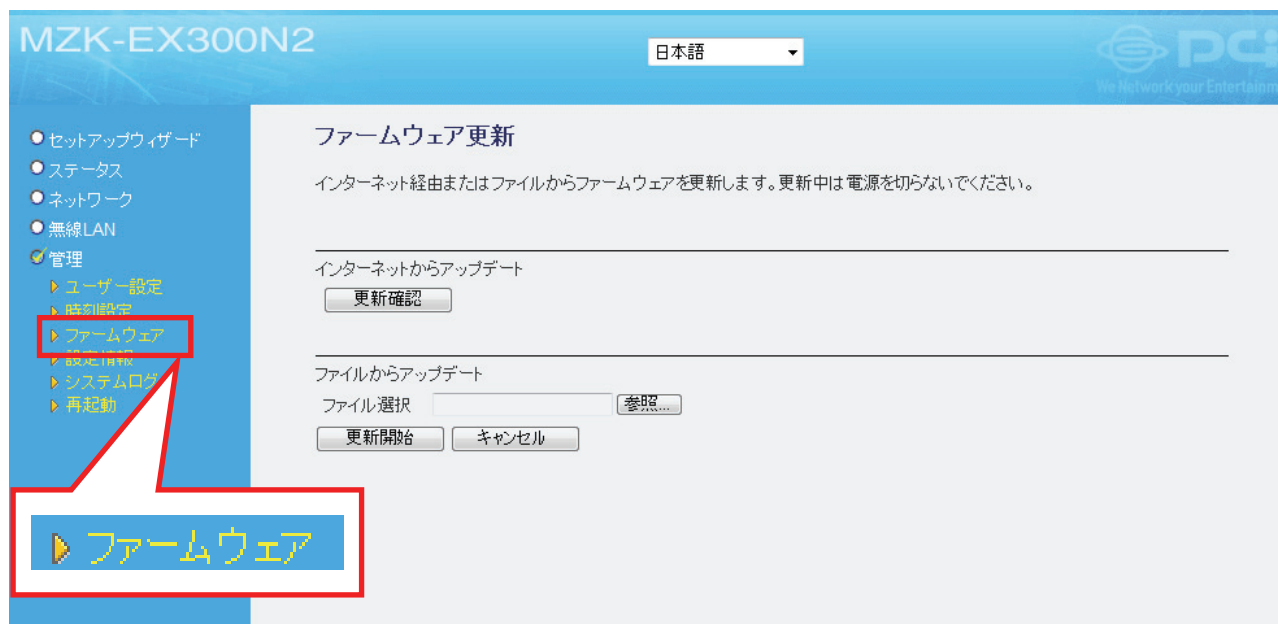 MZK-EX300N2
日本語
PCi
We Network your Entertainm
セットアップウィザード
ステータス
ネットワーク
無線LAN
管理
ユーザー設定
時刻設定
ファームウェア
設定情報
システムログ
再起動
ファームウェア更新
インターネット経由またはファイルからファームウェアを更新します。更新中は電源を切らないでください。
インターネットからアップデート
更新確認
ファイルからアップデート
ファイル選択 参照...
更新開始 キャンセル
ファームウェア